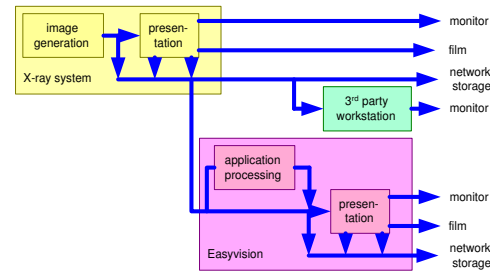 image
generation
presen-
tation
X-ray system
monitor
film
network
storage
3rd party
workstation
monitor
application
processing
presen-
tation
Easyvision
monitor
film
network
storage